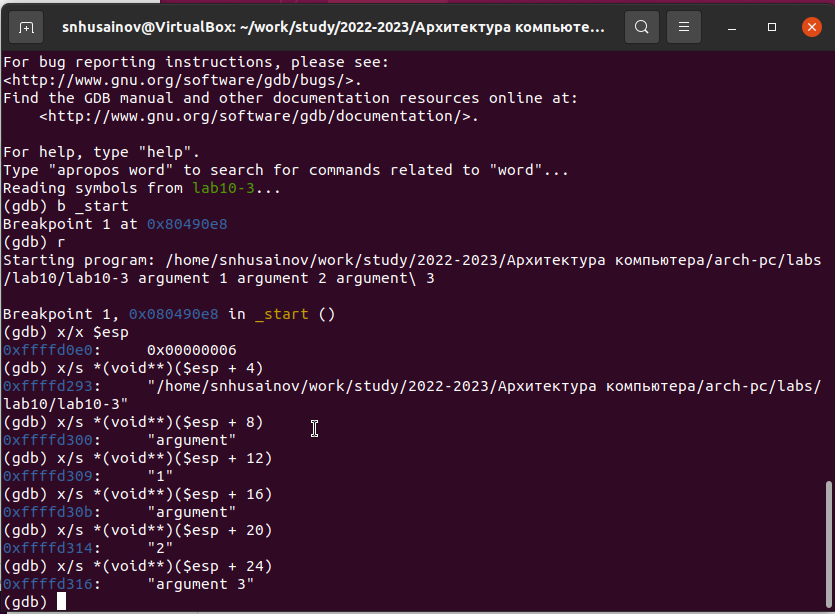 snhusainov@VirtualBox: ~/work/study/2022-2023/Архитектура компьюте...
For bug reporting instructions, please see:
<http://www.gnu.org/software/gdb/bugs/>.
Find the GDB manual and other documentation resources online at:
    <http://www.gnu.org/software/gdb/documentation/>.

For help, type "help".
Type "apropos word" to search for commands related to "word"...
Reading symbols from lab10-3...
(gdb) b _start
Breakpoint 1 at 0x80490e8
(gdb) r
Starting program: /home/snhusainov/work/study/2022-2023/Архитектура компьютера/arch-pc/labs
/lab10/lab10-3 argument 1 argument 2 argument\ 3

Breakpoint 1, 0x080490e8 in _start ()
(gdb) x/x $esp
0xffffd0e0:     0x00000006
(gdb) x/s *(void**)($esp + 4)
0xffffd293:     "/home/snhusainov/work/study/2022-2023/Архитектура компьютера/arch-pc/labs/
lab10/lab10-3"
(gdb) x/s *(void**)($esp + 8)
0xffffd300:     "argument"
(gdb) x/s *(void**)($esp + 12)
0xffffd309:     "1"
(gdb) x/s *(void**)($esp + 16)
0xffffd30b:     "argument"
(gdb) x/s *(void**)($esp + 20)
0xffffd314:     "2"
(gdb) x/s *(void**)($esp + 24)
0xffffd316:     "argument 3"
(gdb)